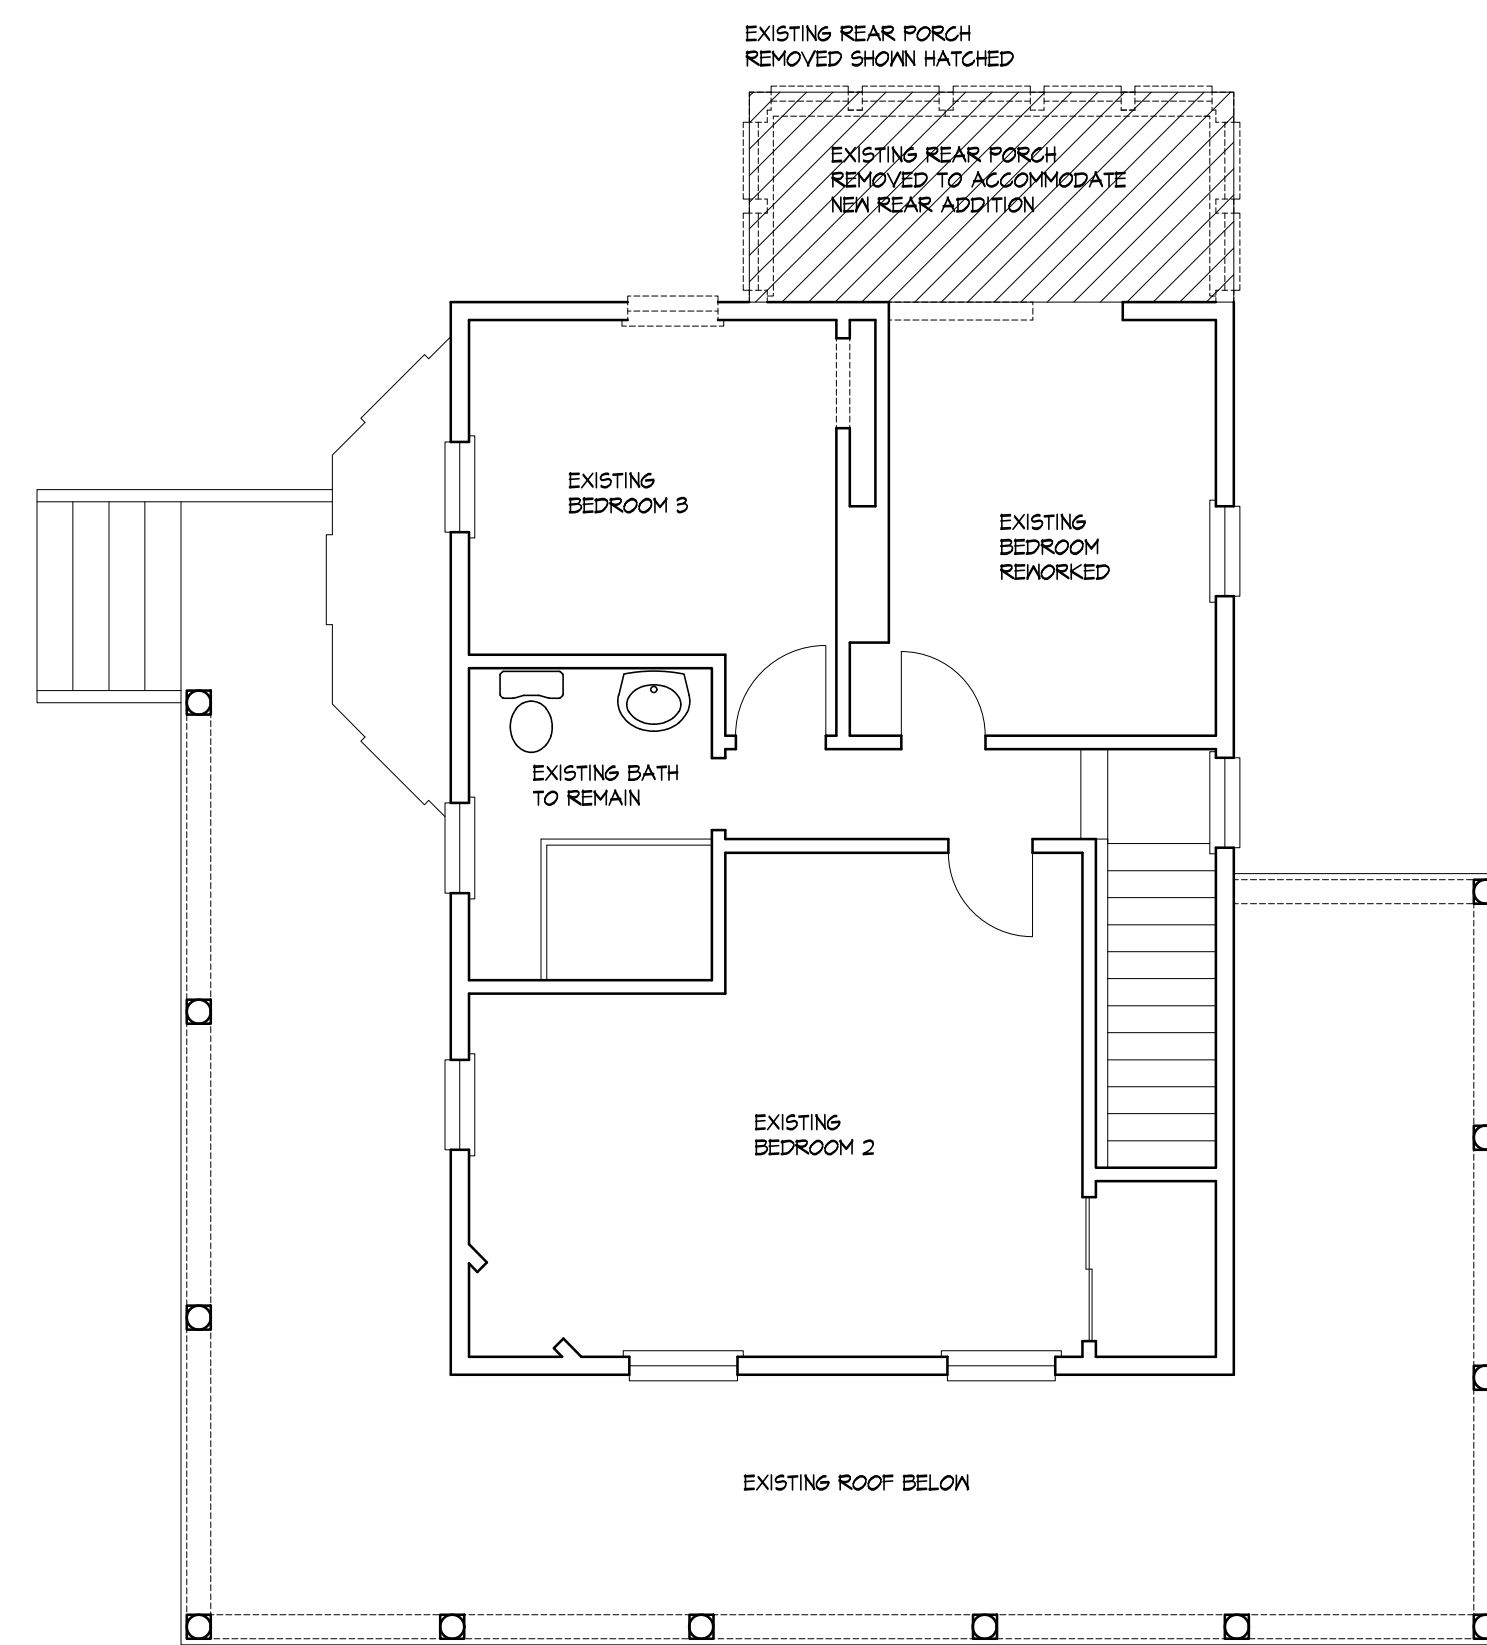 EXISTING REAR PORCH
REMOVED SHOWN HATCHED
EXISTING REAR PORCH
REMOVED TO ACCOMMODATE
NEW REAR ADDITION
EXISTING
BEDROOM 3
EXISTING
BEDROOM
REWORKED
EXISTING BATH
TO REMAIN
EXISTING
BEDROOM 2
EXISTING ROOF BELOW